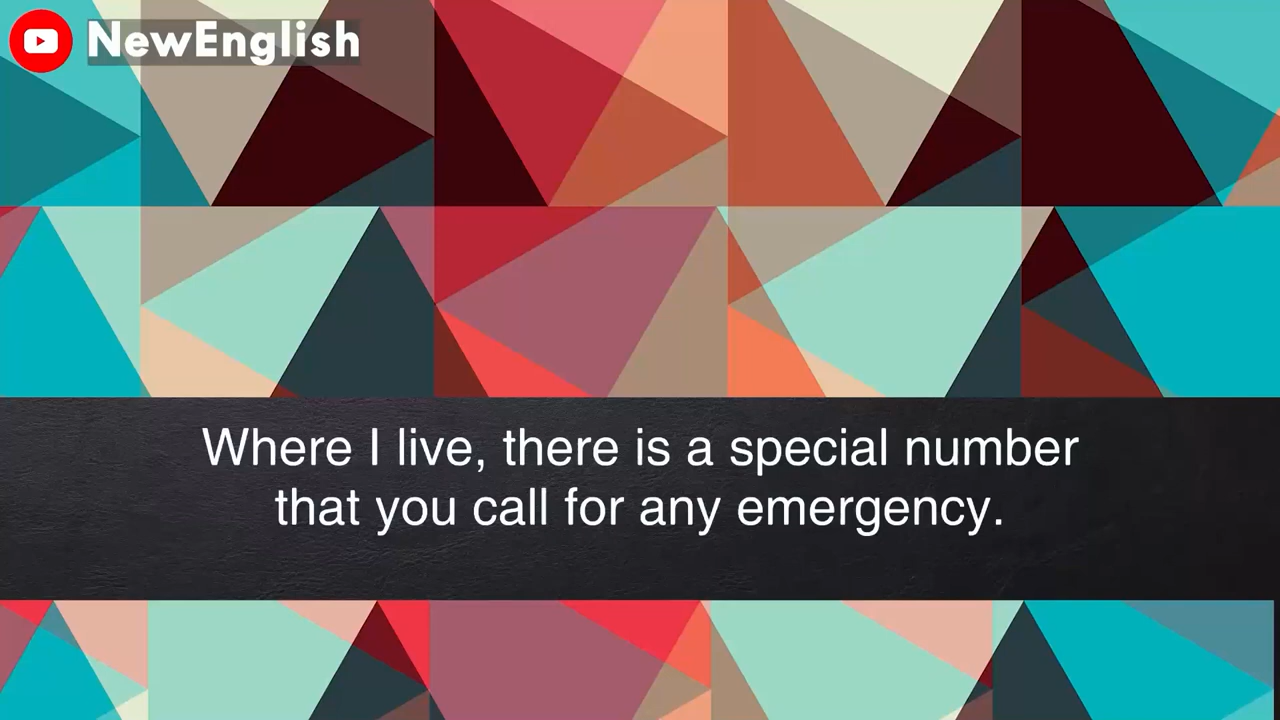 NewEnglish
Where I live, there is a special number
that you call for any emergency.